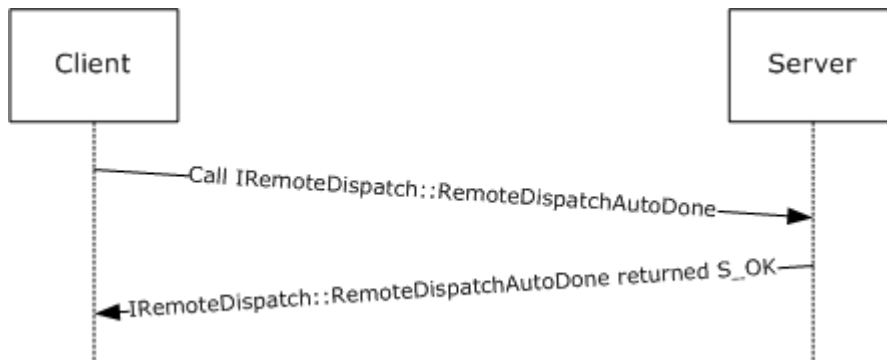 Client
Server
Call IRemoteDispatch::RemoteDispatchAutoDone
IRemoteDispatch::RemoteDispatchAutoDone returned S_OK